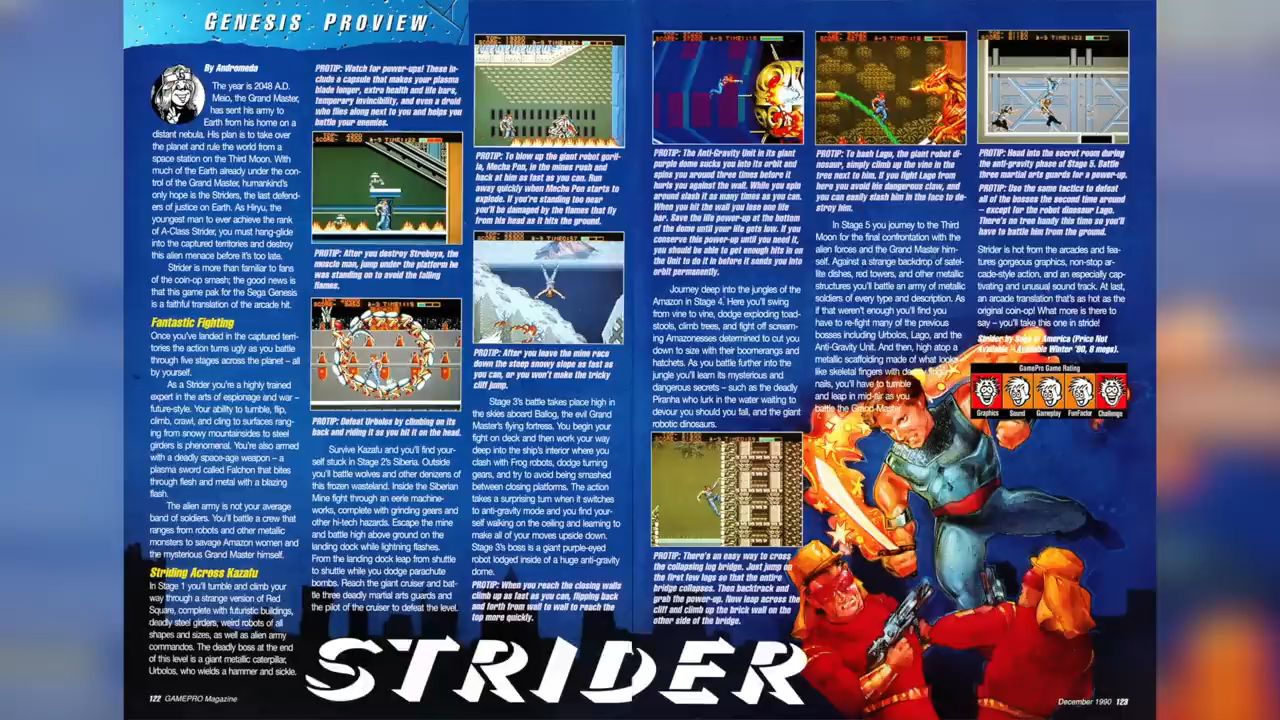 GENESIS PROVIEW
By Andromeda
The year is 2048 A.D.
Meio, the Grand Master,
has sent his army to
Earth from his home on a
distant nebula. His plan is to take over
the planet and rule the world from a
space station on the Third Moon. With
much of the Earth already under the con-
trol of the Grand Master, humankind's
only hope is the Striders, the last defend-
ers of justice on Earth. As Hiryu, the
youngest man to ever achieve the rank
of A-Class Strider, you must hang-glide
into the captured territories and destroy
this alien menace before it's too late.
Strider is more than familiar to fans
of the coin-op smash; the good news is
that this game pak for the Sega Genesis
is a faithful translation of the arcade hit.
Fantastic Fighting
Once you've landed in the captured terri-
tories the action turns ugly as you battle
through five stages across the planet – all
by yourself.
As a Strider you're a highly trained
expert in the arts of espionage and war –
future-style. Your ability to tumble, flip,
climb, crawl, and cling to surfaces rang-
ing from snowy mountainsides to steel
girders is phenomenal. You're also armed
with a deadly space-age weapon – a
plasma sword called Falchon that bites
through flesh and metal with a blazing
flash.
The alien army is not your average
band of soldiers. You'll battle a crew that
ranges from robots and other metallic
monsters to savage Amazon women and
the mysterious Grand Master himself.
Striding Across Kazafu
In Stage 1 you'll tumble and climb your
way through a strange version of Red
Square, complete with futuristic buildings,
deadly steel girders, weird robots of all
shapes and sizes, as well as alien army
commandos. The deadly boss at the end
of this level is a giant metallic caterpillar,
Urbolos, who wields a hammer and sickle.
PROTIP: Watch for power-ups! These in-
clude a capsule that makes your plasma
blade longer, extra health and life bars,
temporary invincibility, and even a droid
who flies along next to you and helps you
battle your enemies.
PROTIP: After you destroy Strobaya, the
muscle man, jump under the platform he
was standing on to avoid the falling
flames.
PROTIP: Defeat Urbolos by climbing on its
back and riding it as you hit it on the head.
Survive Kazafu and you'll find your-
self stuck in Stage 2's Siberia. Outside
you'll battle wolves and other denizens of
this frozen wasteland. Inside the Siberian
Mine fight through an eerie machine-
works, complete with grinding gears and
other hi-tech hazards. Escape the mine
and battle high above ground on the
landing dock while lightning flashes.
From the landing dock leap from shuttle
to shuttle while you dodge parachute
bombs. Reach the giant cruiser and bat-
tle three deadly martial arts guards and
the pilot of the cruiser to defeat the level.
PROTIP: To blow up the giant robot goril-
la, Mecha Pon, in the mines rush and
hack at him as fast as you can. Run
away quickly when Mecha Pon starts to
explode. If you're standing too near
you'll be damaged by the flames that fly
from his head as it hits the ground.
PROTIP: After you leave the mine race
down the steep snowy slope as fast as
you can, or you won't make the tricky
cliff jump.
Stage 3's battle takes place high in
the skies aboard Ballog, the evil Grand
Master's flying fortress. You begin your
fight on deck and then work your way
deep into the ship's interior where you
clash with Frog robots, dodge turning
gears and try to avoid being smashed
between closing platforms. The action
takes a surprising turn when it switches
to anti-gravity mode and you find your-
self walking on the ceiling and learning to
make all of your moves upside down.
Stage 3's boss is a giant purple-eyed
robot lodged inside of a huge anti-gravity
dome.
PROTIP: When you reach the closing walls
climb up as fast as you can, flipping back
and forth from wall to wall to reach the
top more quickly.
PROTIP: The Anti-Gravity Unit in its giant
purple dome sucks you into its orbit and
spins you around three times before it
hurls you against the wall. While you spin
around slash it as many times as you can.
When you hit the wall you lose one life
bar. Save the life power-up at the bottom
of the dome until your life gets low. If you
conserve this power-up until you need it,
you should be able to get enough hits in on
the Unit to do it in before it sends you into
orbit permanently.
Journey deep into the jungles of the
Amazon in Stage 4. Here you'll swing
from vine to vine, dodge exploding toad-
stools, climb trees, and fight off scream-
ing Amazonesses determined to cut you
down to size with their boomerangs and
hatchets. As you battle further into the
jungle you'll learn its mysterious and
dangerous secrets – such as the deadly
Piranha who lurk in the water waiting to
devour you should you fall, and the giant
robotic dinosaurs.
PROTIP: There's an easy way to cross
the collapsing log bridge. Just jump on
the first few logs so that the entire
bridge collapses. Then backtrack and
grab the power-up. Now leap across the
cliff and climb up the brick wall on the
other side of the bridge.
PROTIP: To bash Lago, the giant robot di-
nosaur, simply climb up the vine in the
tree next to him. If you fight Lago from
here you avoid his dangerous claw, and
you can easily slash him in the face to de-
stroy him.
In Stage 5 you journey to the Third
Moon for the final confrontation with the
alien forces and the Grand Master him-
self. Against a strange backdrop of satel-
lite dishes, red towers, and other metallic
structures you'll battle an army of metallic
soldiers of every type and description. As
if that weren't enough you'll find you
have to re-fight many of the previous
bosses including Urbolos, Lago, and the
Anti-Gravity Unit. And then, high atop a
metallic scaffolding made of what looks
like skeletal fingers with deadly finger-
nails, you'll have to tumble
and leap in mid-air as you
battle the Grand Master.
PROTIP: Head into the secret room during
the anti-gravity phase of Stage 5. Battle
three martial arts guards for a power-up.
PROTIP: Use the same tactics to defeat
all of the bosses the second time around
– except for the robot dinosaur Lago.
There's no tree handy this time so you'll
have to battle him from the ground.
Strider is hot from the arcades and fea-
tures gorgeous graphics, non-stop ar-
cade-style action, and an especially cap-
tivating and unusual sound track. At last,
an arcade translation that's as hot as the
original coin-op! What more is there to
say – you'll take this one in stride!
Strider by Sega of America (Price Not
Available – Available Winter '90, 8 megs).
GamePro Game Rating
Graphics Sound Gameplay FunFactor Challenge
STRIDER
122 GAMEPRO Magazine
December 1990 123